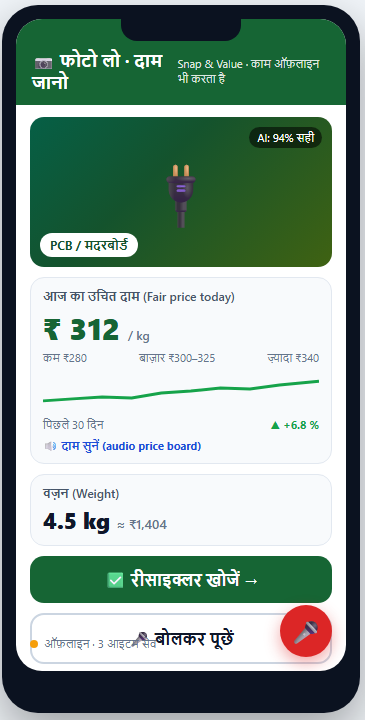 📷 फोटो लो · दाम जानो
Snap & Value · काम ऑफ़लाइन भी करता है
AI: 94% सही
PCB / मदरबोर्ड
आज का उचित दाम (Fair price today)
₹ 312 / kg
कम ₹280 बाज़ार ₹300–325 ज़्यादा ₹340
पिछले 30 दिन ▲ +6.8 %
🔊 दाम सुनें (audio price board)
वज़न (Weight)
4.5 kg ≈ ₹1,404
✅ रीसाइक्लर खोजें →
🎤 बोलकर पूछें
ऑफ़लाइन · 3 आइटम सेव